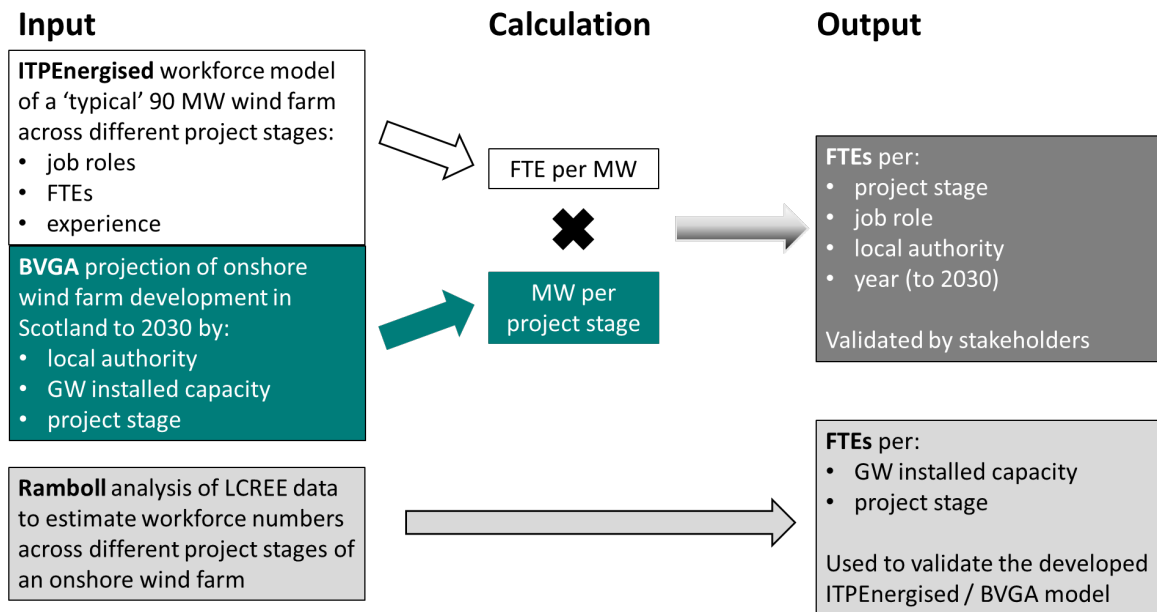 Input
Calculation
Output
ITPEnergised workforce model
of a ‘typical’ 90 MW wind farm
across different project stages:
• job roles
• FTEs
• experience
BVGA projection of onshore
wind farm development in
Scotland to 2030 by:
• local authority
• GW installed capacity
• project stage
Ramboll analysis of LCREE data
to estimate workforce numbers
across different project stages of
an onshore wind farm
FTE per MW
MW per
project stage
FTEs per:
• project stage
• job role
• local authority
• year (to 2030)
Validated by stakeholders
FTEs per:
• GW installed capacity
• project stage
Used to validate the developed
ITPEnergised / BVGA model